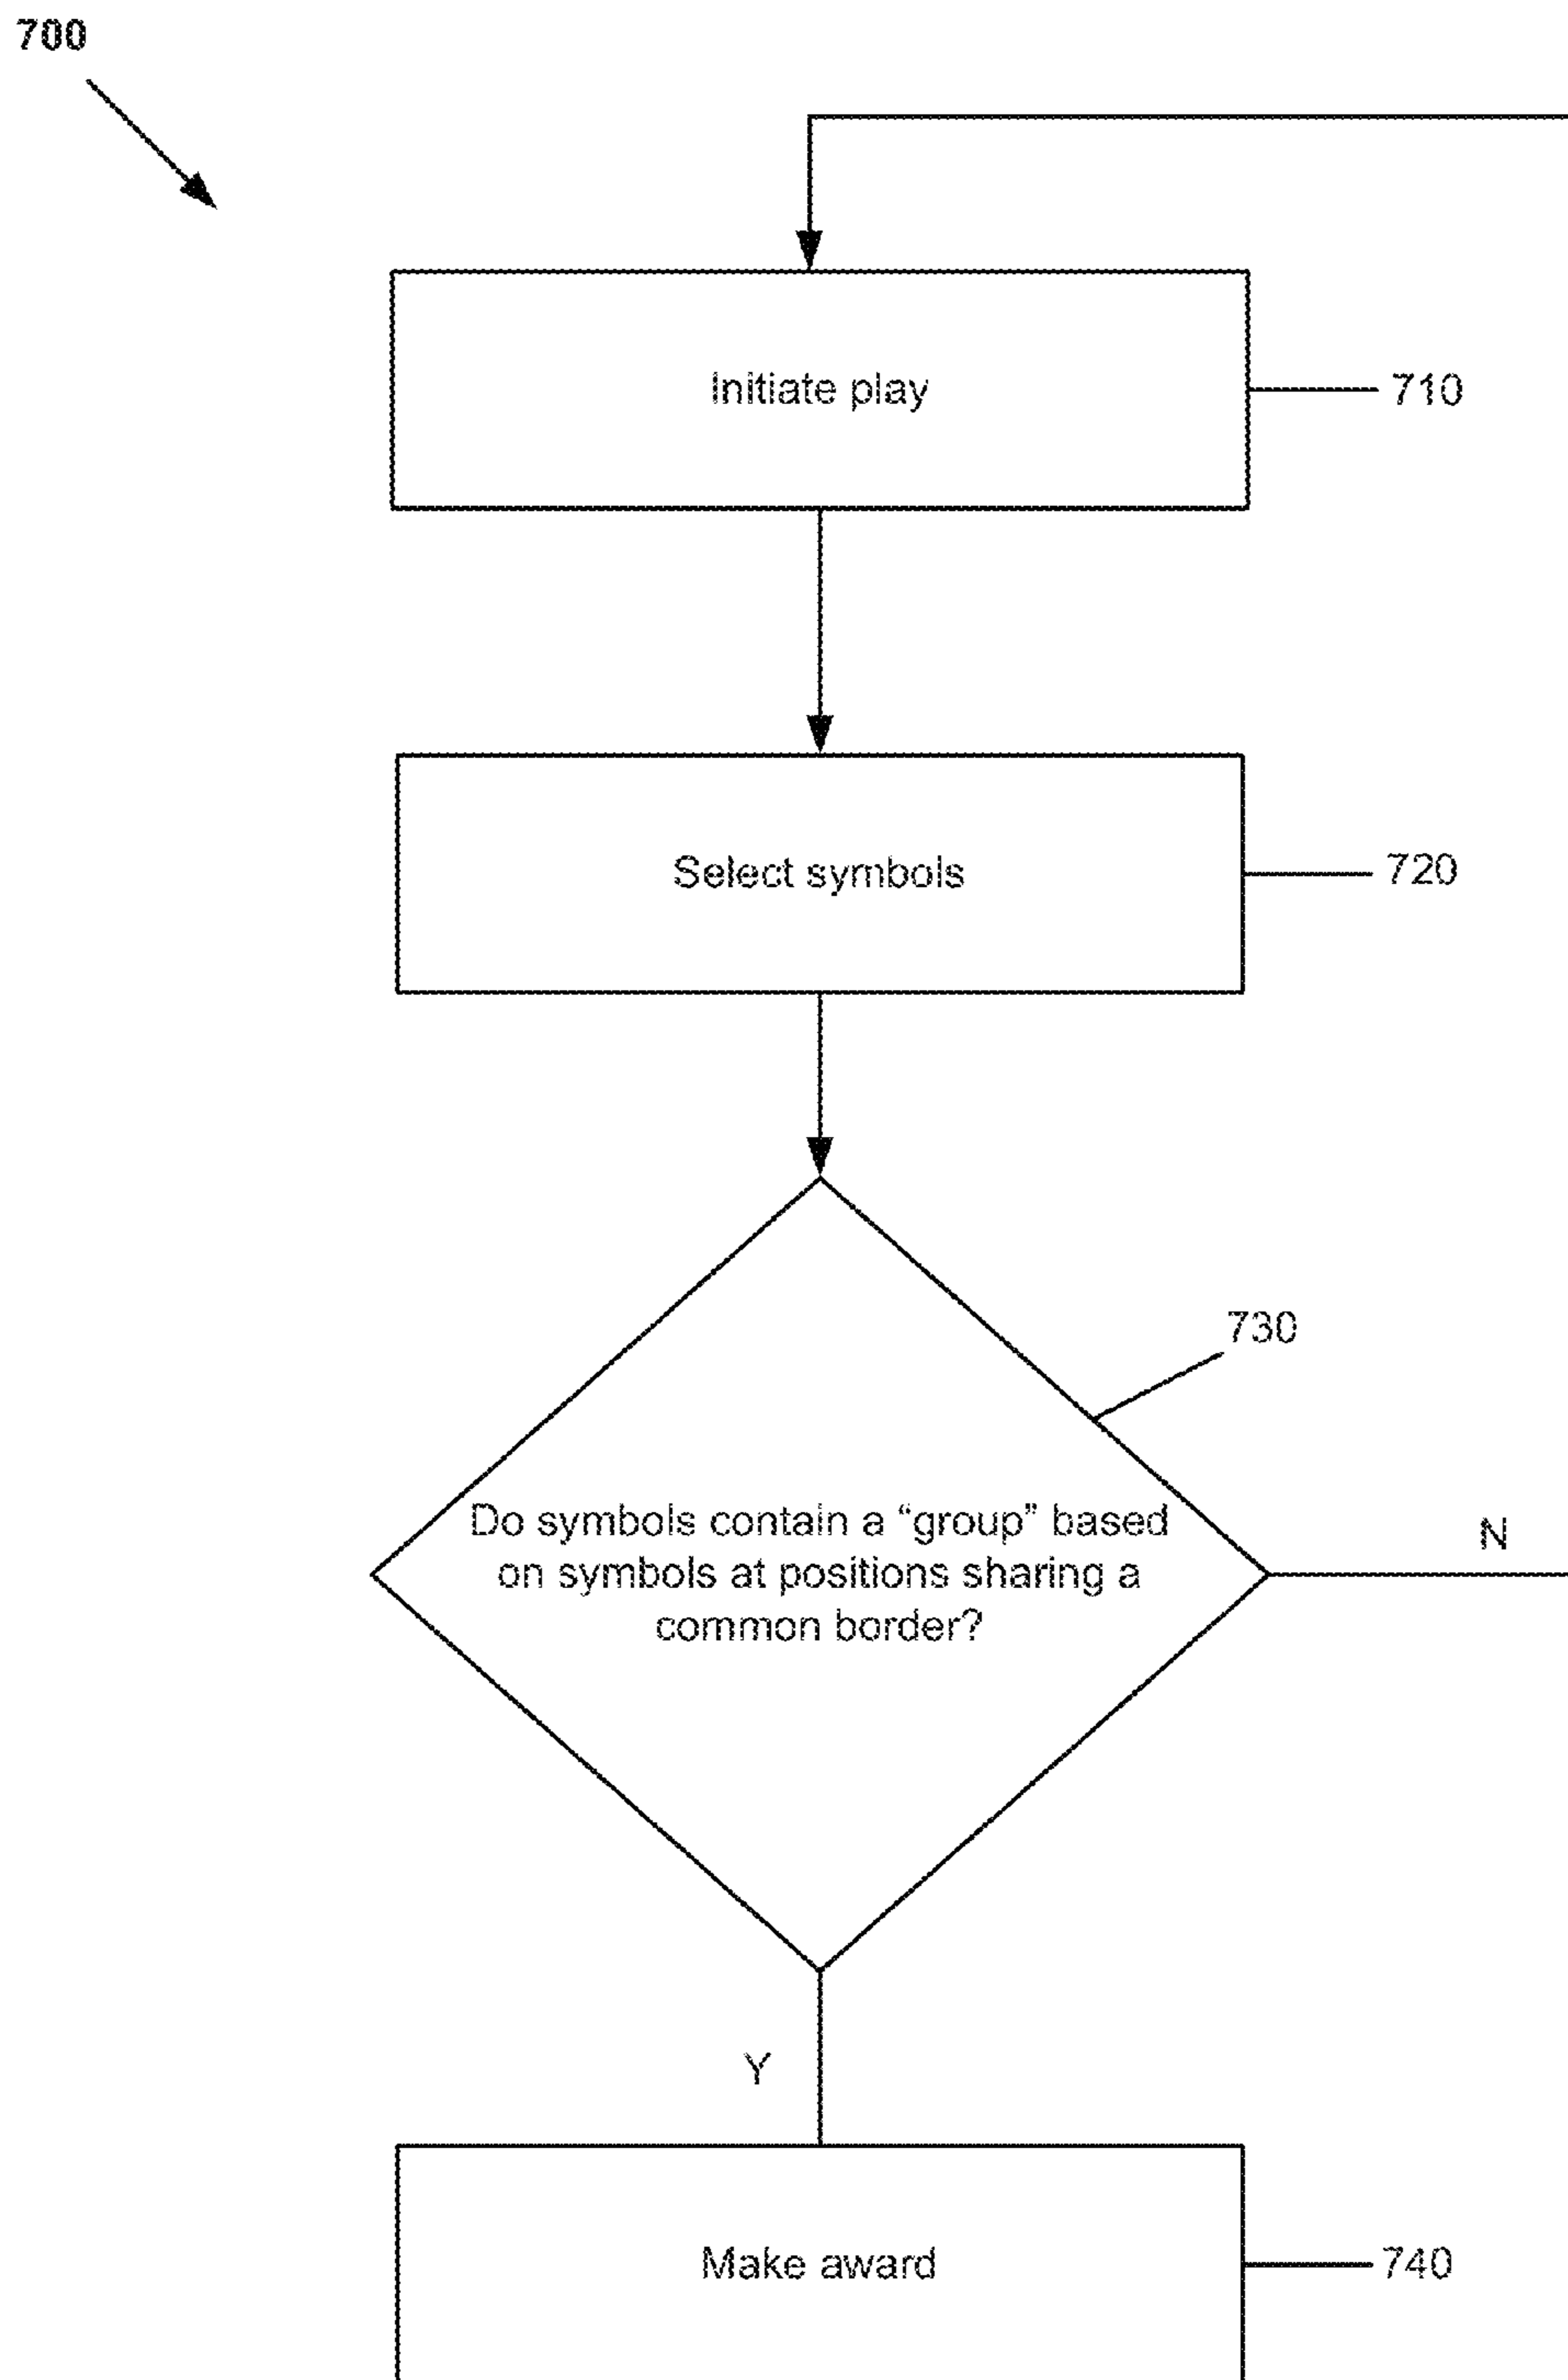 700
Initiate play
710
Select symbols
720
730
Do symbols contain a “group” based
on symbols at positions sharing a
common border?
N
Y
Make award
740